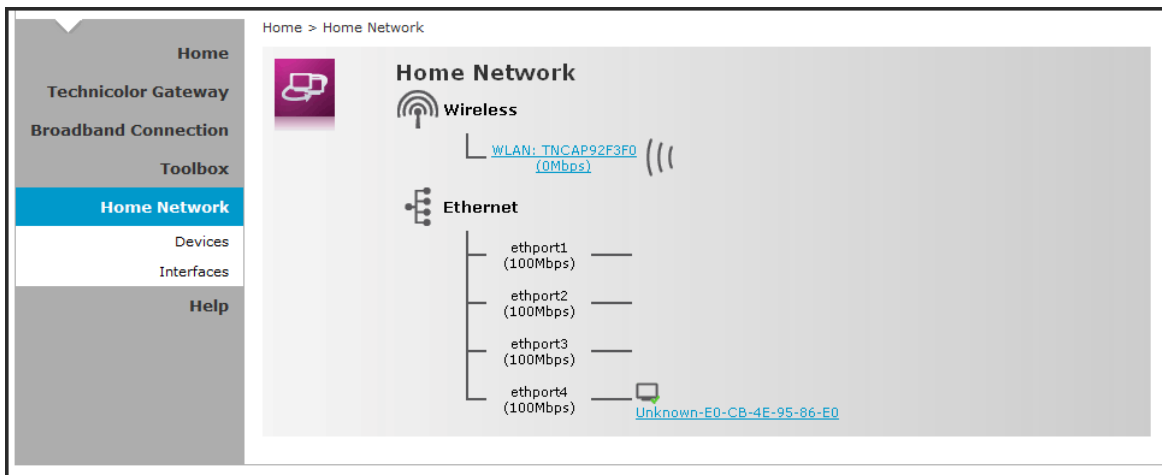 Home > Home Network
Home
Technicolor Gateway
Broadband Connection
Toolbox
Home Network
Devices
Interfaces
Help
Home Network
Wireless
WLAN: TNCAP92F3F0
(0Mbps)
Ethernet
ethport1
(100Mbps)
ethport2
(100Mbps)
ethport3
(100Mbps)
ethport4
(100Mbps)
Unknown-E0-CB-4E-95-86-E0